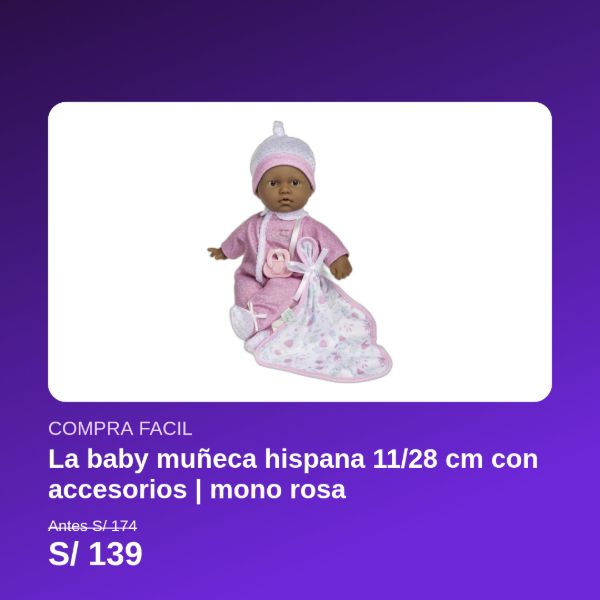 COMPRA FACIL
La baby muñeca hispana 11/28 cm con
accesorios | mono rosa
Antes S/ 174
S/ 139